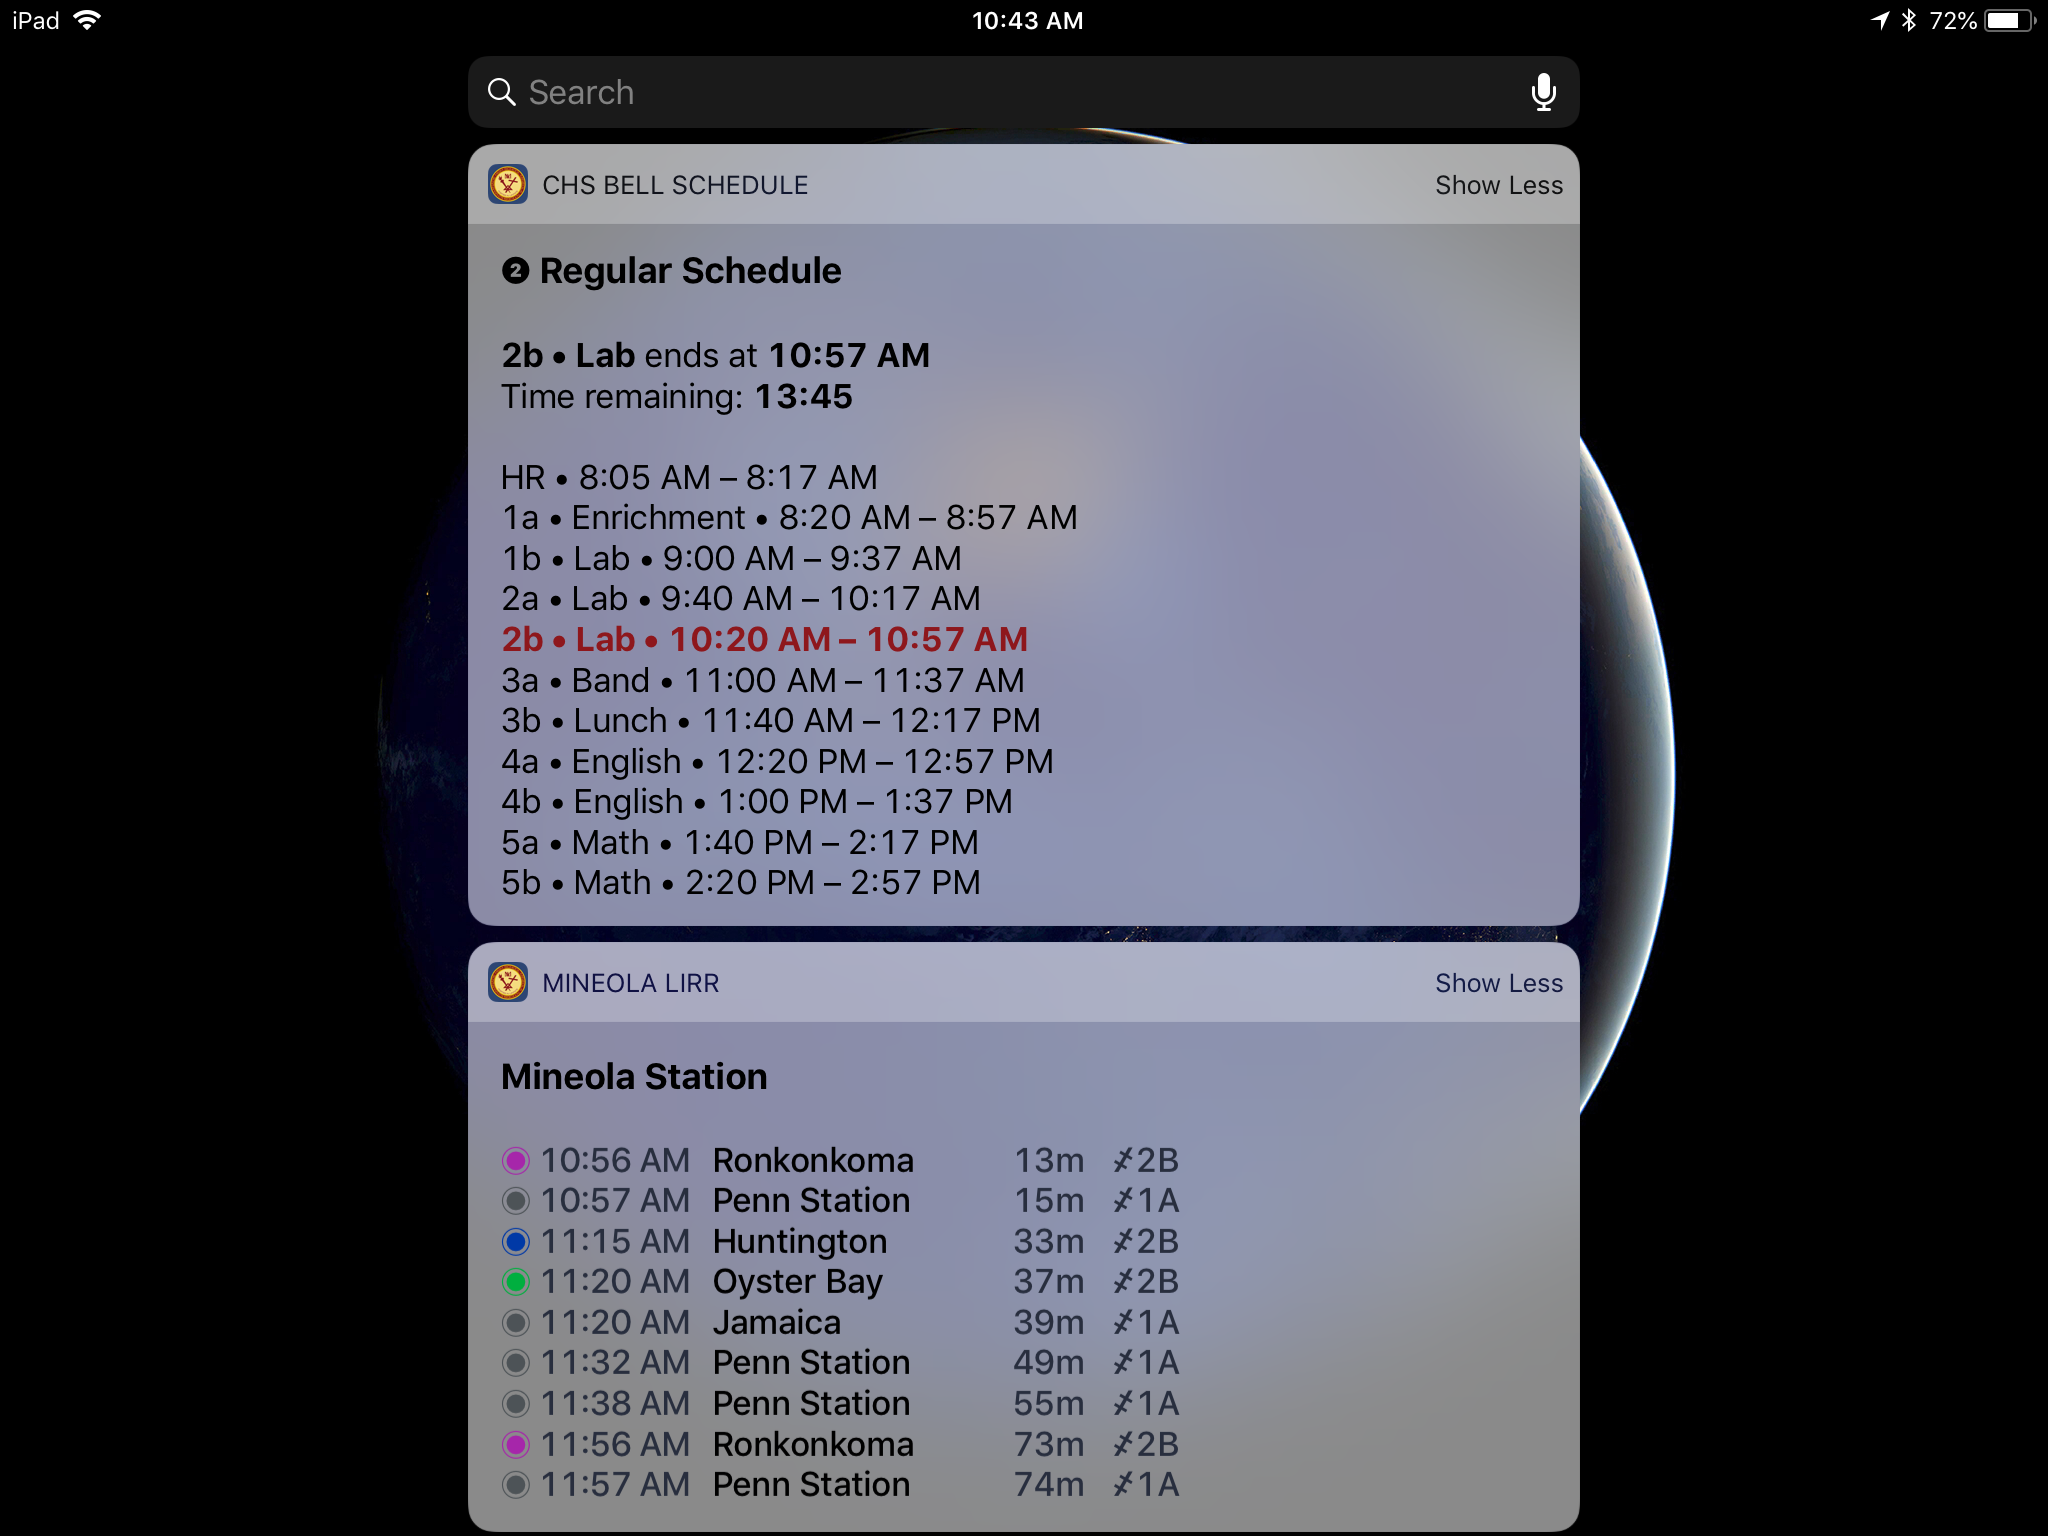 iPad 10:43 AM 72%
Search
CHS BELL SCHEDULE Show Less
❷ Regular Schedule
2b • Lab ends at 10:57 AM
Time remaining: 13:45
HR • 8:05 AM – 8:17 AM
1a • Enrichment • 8:20 AM – 8:57 AM
1b • Lab • 9:00 AM – 9:37 AM
2a • Lab • 9:40 AM – 10:17 AM
2b • Lab • 10:20 AM – 10:57 AM
3a • Band • 11:00 AM – 11:37 AM
3b • Lunch • 11:40 AM – 12:17 PM
4a • English • 12:20 PM – 12:57 PM
4b • English • 1:00 PM – 1:37 PM
5a • Math • 1:40 PM – 2:17 PM
5b • Math • 2:20 PM – 2:57 PM
MINEOLA LIRR Show Less
Mineola Station
10:56 AM Ronkonkoma 13m 2B
10:57 AM Penn Station 15m 1A
11:15 AM Huntington 33m 2B
11:20 AM Oyster Bay 37m 2B
11:20 AM Jamaica 39m 1A
11:32 AM Penn Station 49m 1A
11:38 AM Penn Station 55m 1A
11:56 AM Ronkonkoma 73m 2B
11:57 AM Penn Station 74m 1A